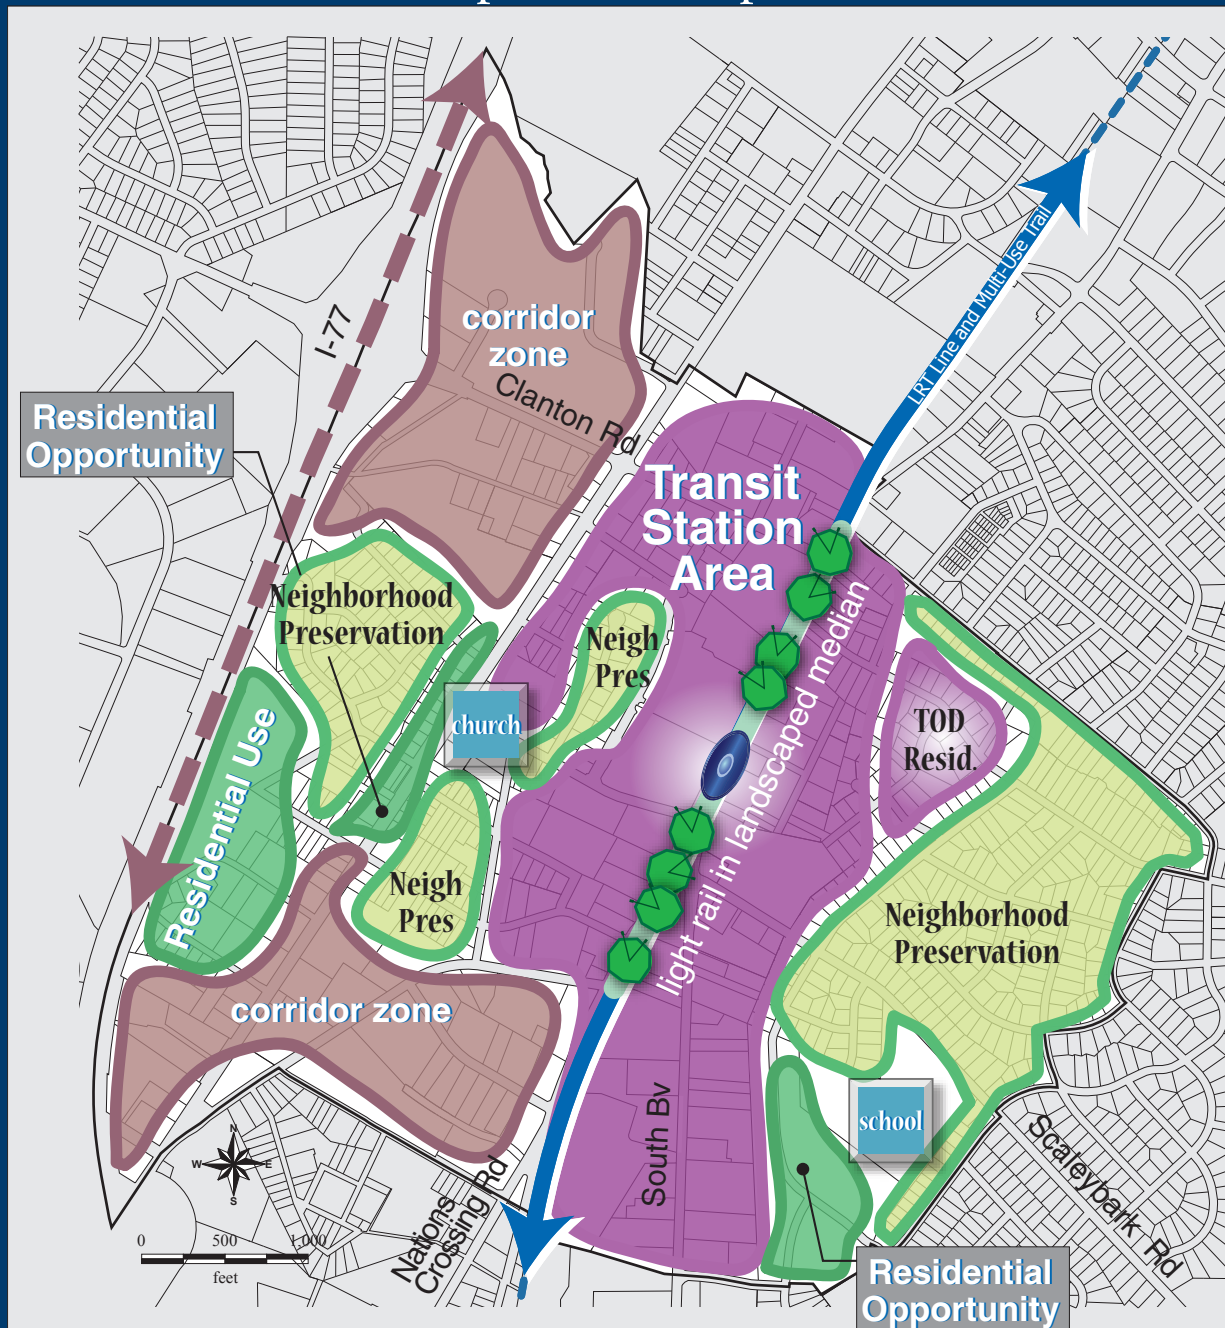 I-77
corridor
zone
Clanton Rd
LRT Line and Multi-Use Trail
Residential
Opportunity
Transit
Station
Area
Neighborhood
Preservation
Neigh
Pres
church
TOD
Resid.
Residential Use
light rail in landscaped median
Neigh
Pres
Neighborhood
Preservation
corridor zone
South Bv
school
Scaleybark Rd
N
W
E
S
Nations
Crossing Rd
0 500 1,000
feet
Residential
Opportunity